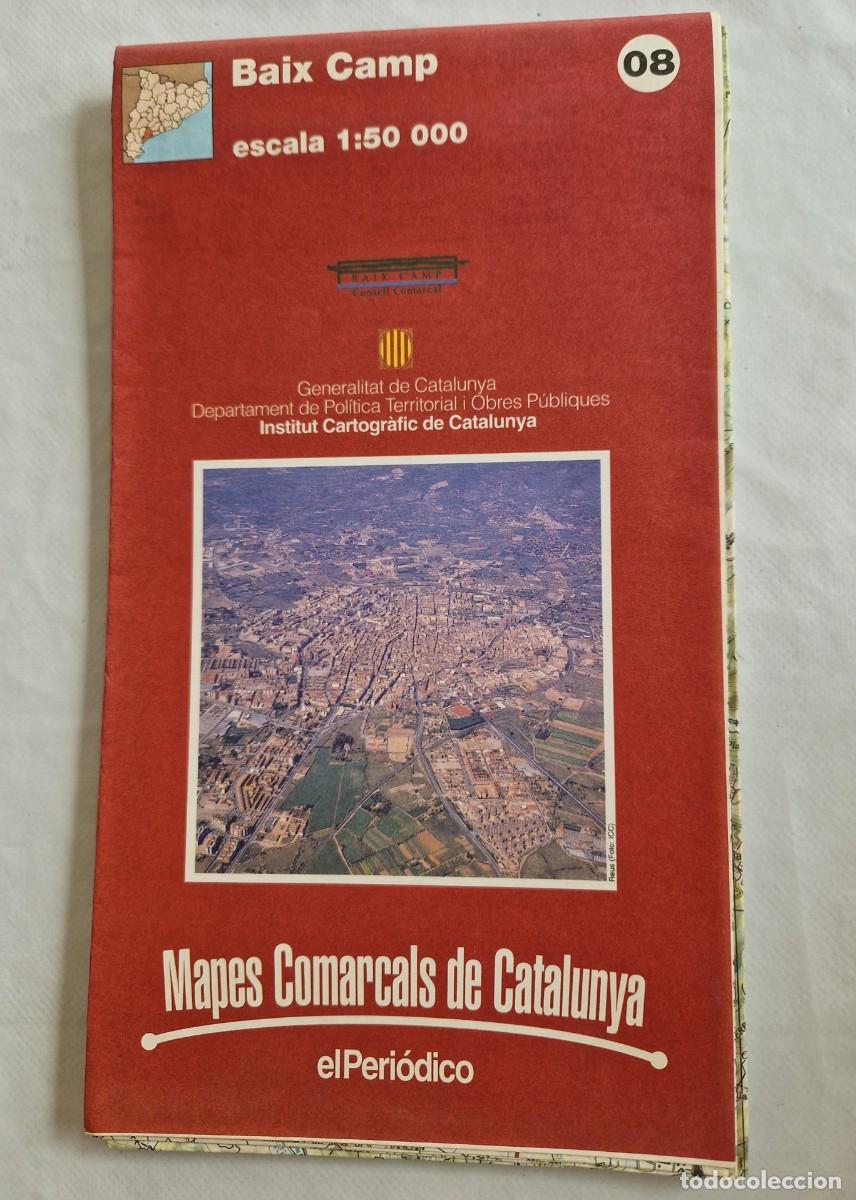 Baix Camp
08
escala 1:50 000
BAIX CAMP
Consell Comarcal
Generalitat de Catalunya
Departament de Política Territorial i Obres Públiques
Institut Cartogràfic de Catalunya
Reus (Foto: ICC)
Mapes Comarcals de Catalunya
elPeriódico
todocoleccion